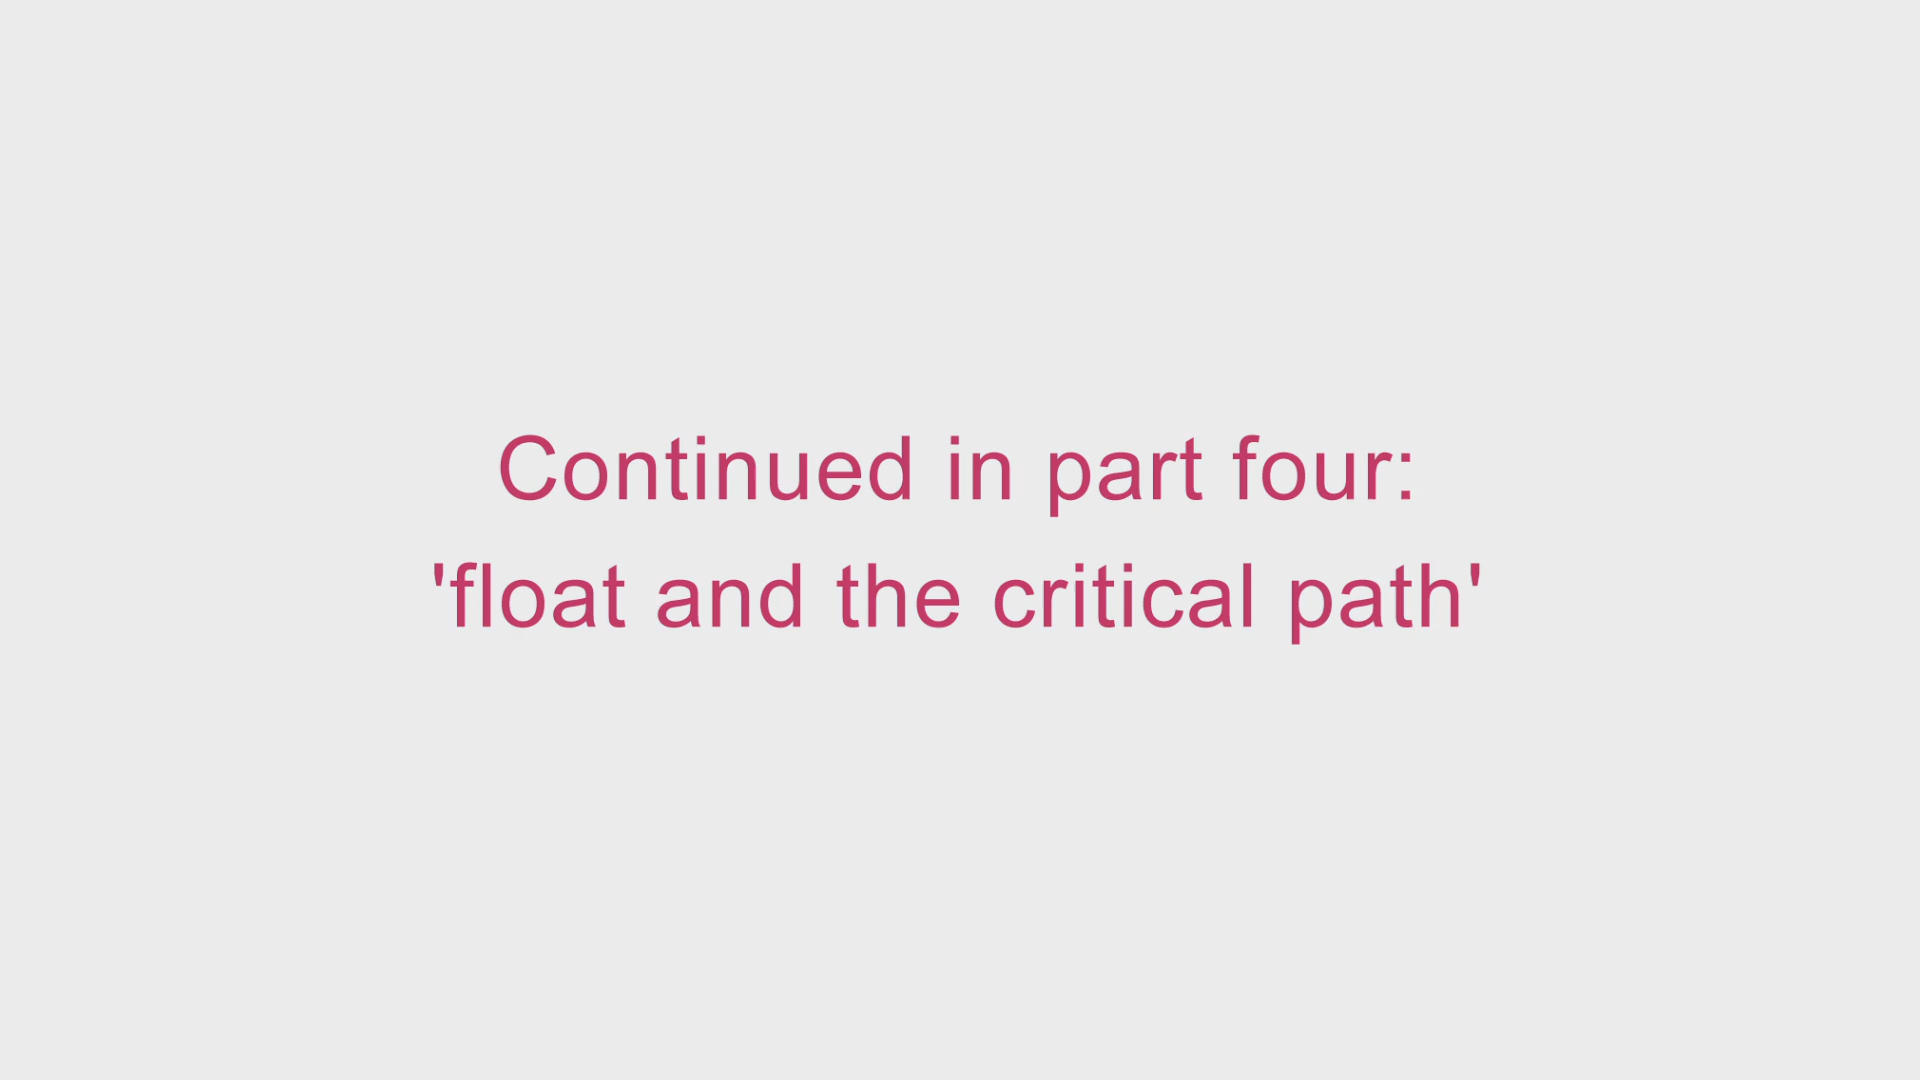 Continued in part four:
'float and the critical path'